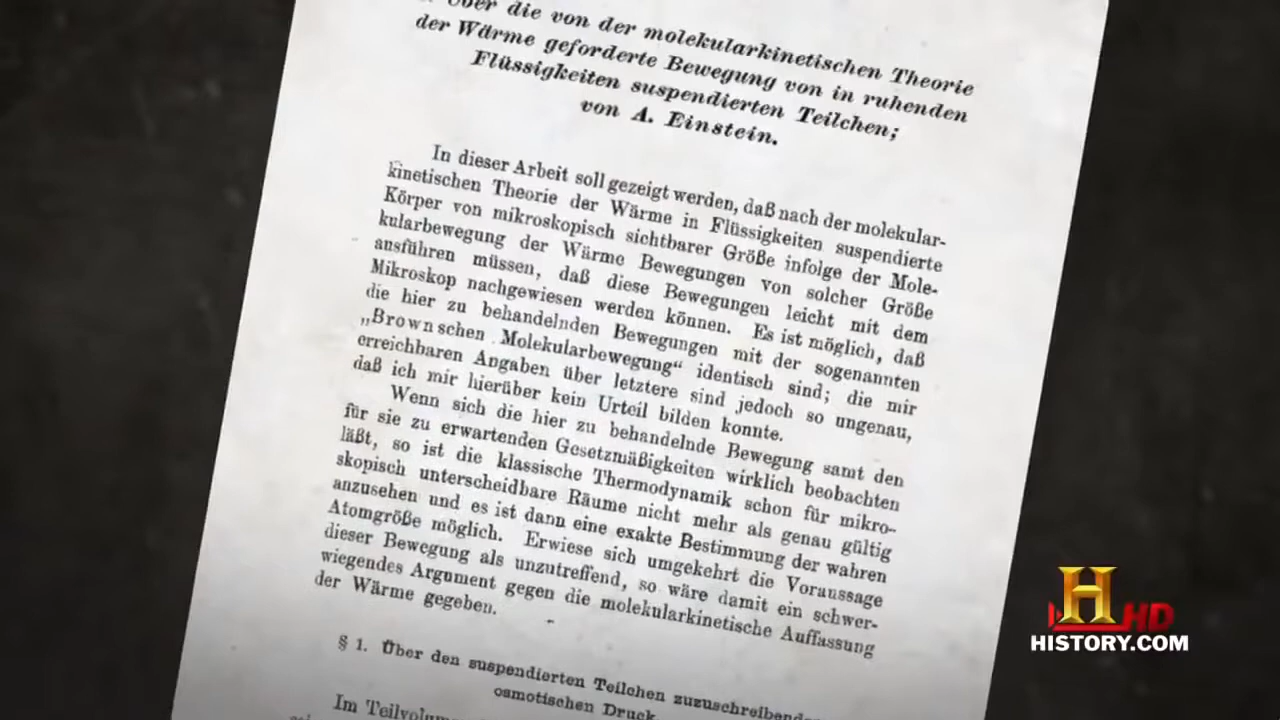 Über die von der molekularkinetischen Theorie
der Wärme geforderte Bewegung von in ruhenden
Flüssigkeiten suspendierten Teilchen;
von A. Einstein.
In dieser Arbeit soll gezeigt werden, daß nach der molekular-
kinetischen Theorie der Wärme in Flüssigkeiten suspendierte
Körper von mikroskopisch sichtbarer Größe infolge der Mole-
kularbewegung der Wärme Bewegungen von solcher Größe
ausführen müssen, daß diese Bewegungen leicht mit dem
Mikroskop nachgewiesen werden können. Es ist möglich, daß
die hier zu behandelnden Bewegungen mit der sogenannten
„Brownschen Molekularbewegung“ identisch sind; die mir
erreichbaren Angaben über letztere sind jedoch so ungenau,
daß ich mir hierüber kein Urteil bilden konnte.
Wenn sich die hier zu behandelnde Bewegung samt den
für sie zu erwartenden Gesetzmäßigkeiten wirklich beobachten
läßt, so ist die klassische Thermodynamik schon für mikro-
skopisch unterscheidbare Räume nicht mehr als genau gültig
anzusehen und es ist dann eine exakte Bestimmung der wahren
Atomgröße möglich. Erwiese sich umgekehrt die Voraussage
dieser Bewegung als unzutreffend, so wäre damit ein schwer-
wiegendes Argument gegen die molekularkinetische Auffassung
der Wärme gegeben.
§ 1. Über den suspendierten Teilchen zuzuschreibenden
osmotischen Druck.
Im Teilvolum
H
HD
HISTORY.COM